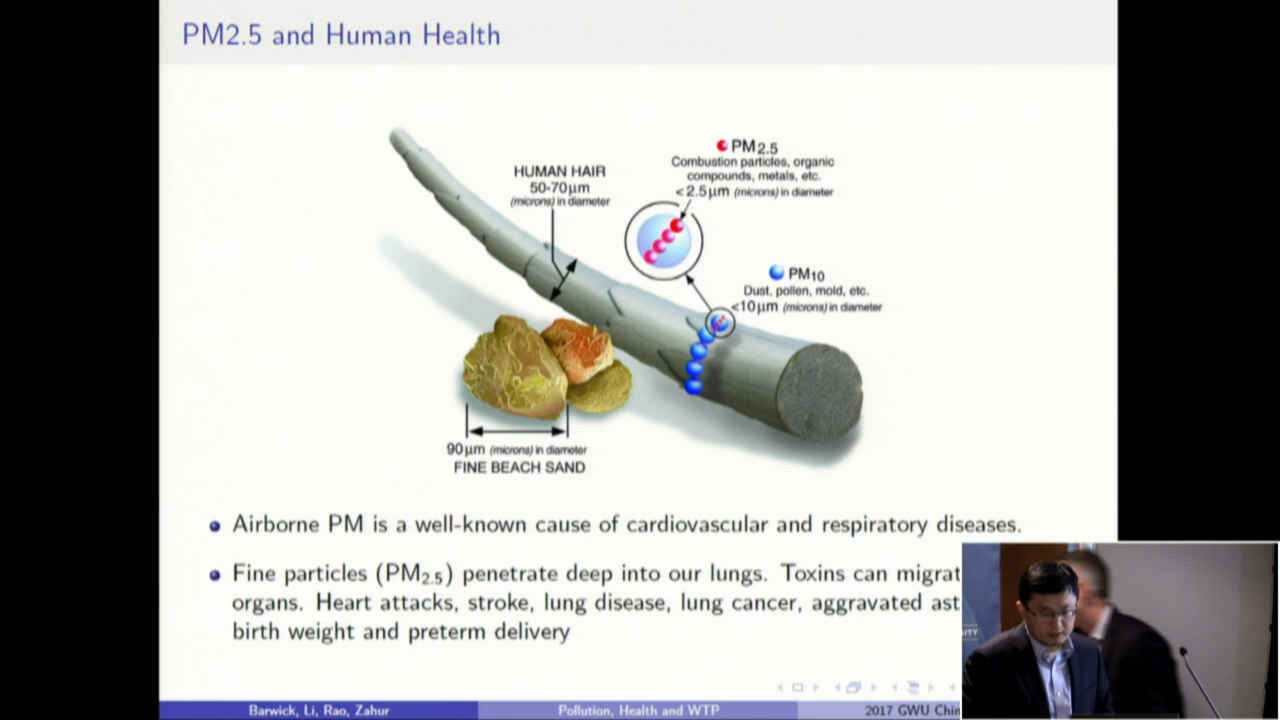 PM2.5 and Human Health
PM2.5
Combustion particles, organic
compounds, metals, etc.
<2.5µm (microns) in diameter
HUMAN HAIR
50-70µm
(microns) in diameter
PM10
Dust, pollen, mold, etc.
<10µm (microns) in diameter
90µm (microns) in diameter
FINE BEACH SAND
Airborne PM is a well-known cause of cardiovascular and respiratory diseases.
Fine particles (PM2.5) penetrate deep into our lungs. Toxins can migrat
organs. Heart attacks, stroke, lung disease, lung cancer, aggravated ast
birth weight and preterm delivery
ITY
Barwick, Li, Rao, Zahur
Pollution, Health and WTP
2017 GWU Chin